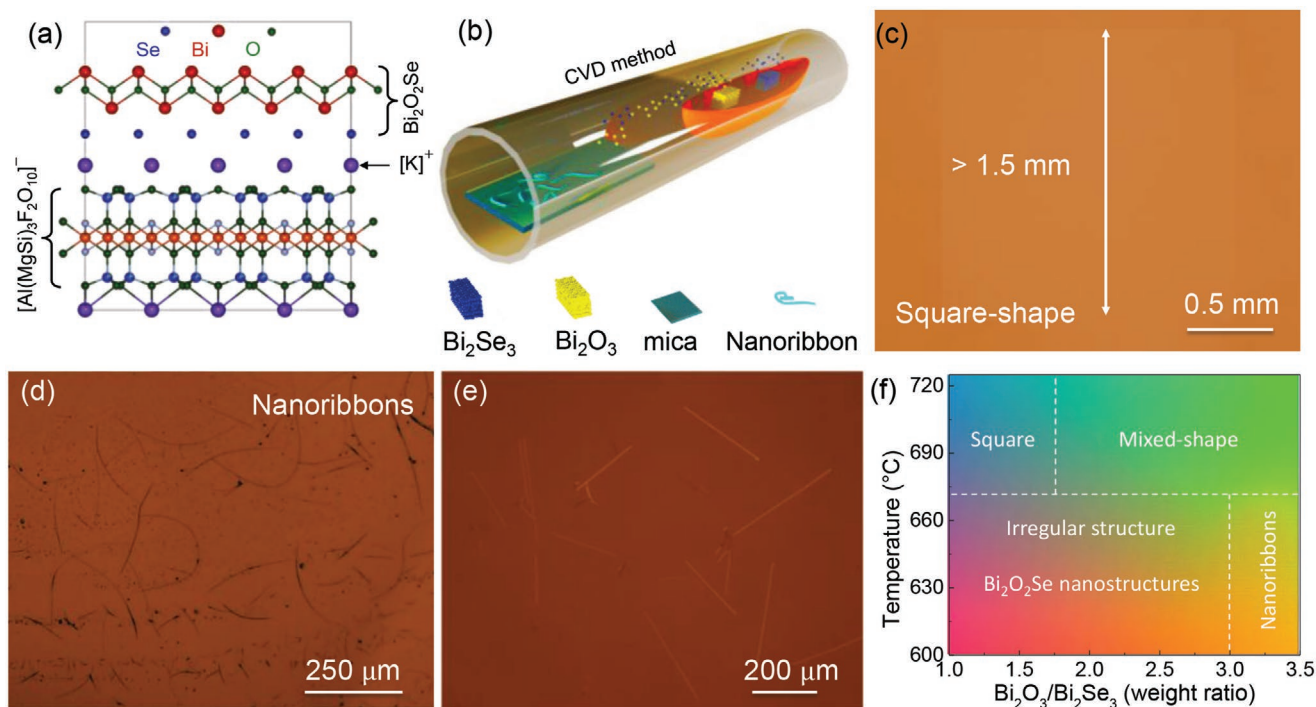 (a)
Se Bi O
Bi₂O₂Se
[K]⁺
[Al(MgSi)₃F₂O₁₀]⁻
(b)
CVD method
Bi₂Se₃ Bi₂O₃ mica Nanoribbon
(c)
> 1.5 mm
Square-shape
0.5 mm
(d)
Nanoribbons
250 μm
(e)
200 μm
(f)
Temperature (°C)
720
690
660
630
600
Square
Mixed-shape
Irregular structure
Bi₂O₂Se nanostructures
Nanoribbons
1.0 1.5 2.0 2.5 3.0 3.5
Bi₂O₃/Bi₂Se₃ (weight ratio)